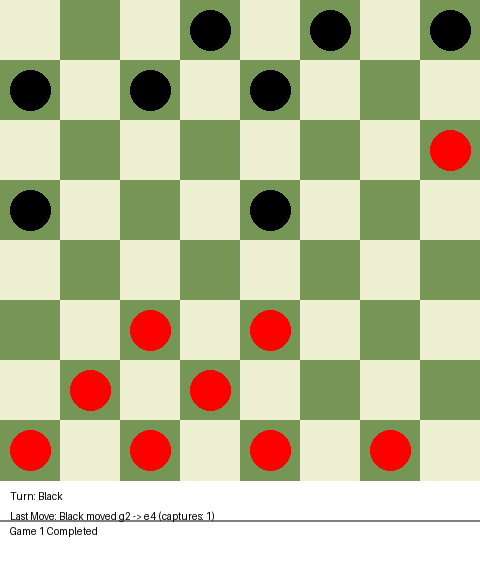 Turn: Black
Last Move: Black moved g2 -> e4 (captures: 1)
Game 1 Completed